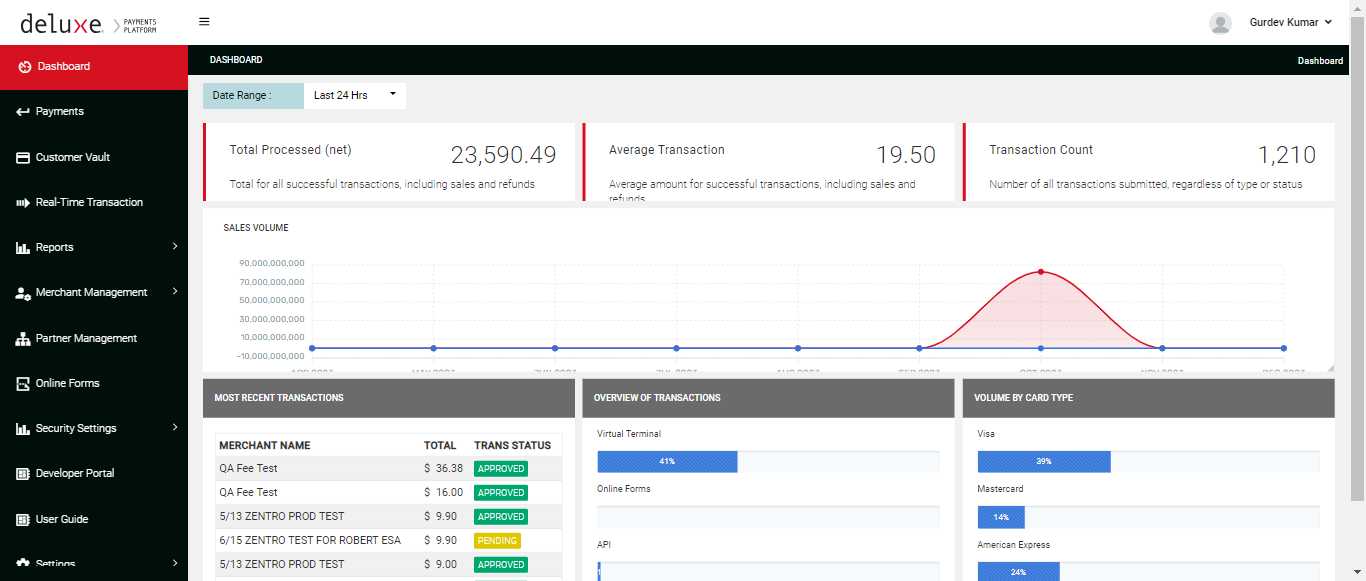 deluxe PAYMENTS PLATFORM
Gurdev Kumar
Dashboard
DASHBOARD
Dashboard
Date Range :
Last 24 Hrs
Payments
Customer Vault
Real-Time Transaction
Reports
Merchant Management
Partner Management
Online Forms
Security Settings
Developer Portal
User Guide
Settings
Total Processed (net)
23,590.49
Total for all successful transactions, including sales and refunds
Average Transaction
19.50
Average amount for successful transactions, including sales and
refunds
Transaction Count
1,210
Number of all transactions submitted, regardless of type or status
SALES VOLUME
90,000,000,000
70,000,000,000
50,000,000,000
30,000,000,000
10,000,000,000
-10,000,000,000
MOST RECENT TRANSACTIONS
MERCHANT NAME TOTAL TRANS STATUS
QA Fee Test $ 36.38 APPROVED
QA Fee Test $ 16.00 APPROVED
5/13 ZENTRO PROD TEST $ 9.90 APPROVED
6/15 ZENTRO TEST FOR ROBERT ESA $ 9.90 PENDING
5/13 ZENTRO PROD TEST $ 9.00 APPROVED
OVERVIEW OF TRANSACTIONS
Virtual Terminal
41%
Online Forms
API
VOLUME BY CARD TYPE
Visa
39%
Mastercard
14%
American Express
24%